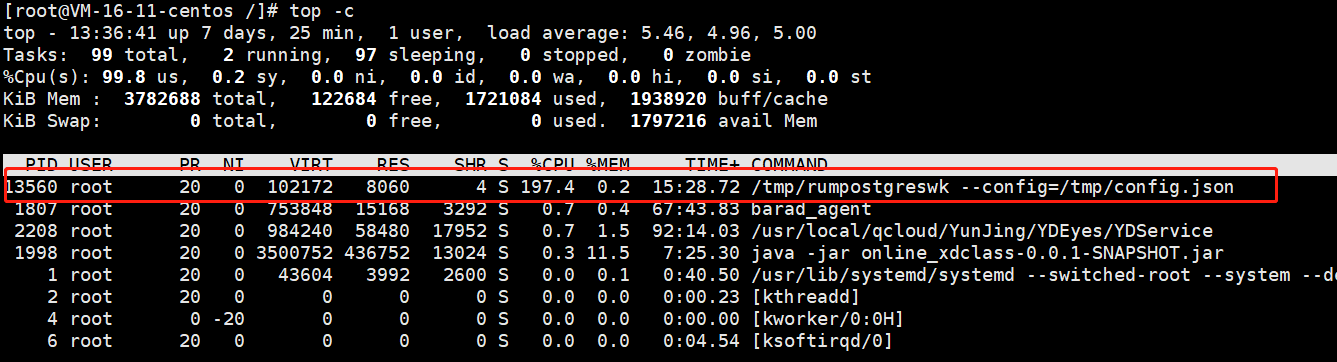 [root@VM-16-11-centos /]# top -c
top - 13:36:41 up 7 days, 25 min,  1 user,  load average: 5.46, 4.96, 5.00
Tasks:  99 total,   2 running,  97 sleeping,   0 stopped,   0 zombie
%Cpu(s): 99.8 us,  0.2 sy,  0.0 ni,  0.0 id,  0.0 wa,  0.0 hi,  0.0 si,  0.0 st
KiB Mem :  3782688 total,   122684 free,  1721084 used,  1938920 buff/cache
KiB Swap:        0 total,        0 free,        0 used.  1797216 avail Mem
  PID USER      PR  NI    VIRT    RES    SHR S  %CPU %MEM     TIME+ COMMAND
13560 root      20   0  102172   8060      4 S 197.4  0.2  15:28.72 /tmp/rumpostgreswk --config=/tmp/config.json
 1807 root      20   0  753848  15168   3292 S   0.7  0.4  67:43.83 barad_agent
 2208 root      20   0  984240  58480  17952 S   0.7  1.5  92:14.03 /usr/local/qcloud/YunJing/YDEyes/YDService
 1998 root      20   0 3500752 436752  13024 S   0.3 11.5   7:25.30 java -jar online_xdclass-0.0.1-SNAPSHOT.jar
    1 root      20   0   43604   3992   2600 S   0.0  0.1   0:40.50 /usr/lib/systemd/systemd --switched-root --system --de
    2 root      20   0       0      0      0 S   0.0  0.0   0:00.23 [kthreadd]
    4 root       0 -20       0      0      0 S   0.0  0.0   0:00.00 [kworker/0:0H]
    6 root      20   0       0      0      0 S   0.0  0.0   0:04.54 [ksoftirqd/0]